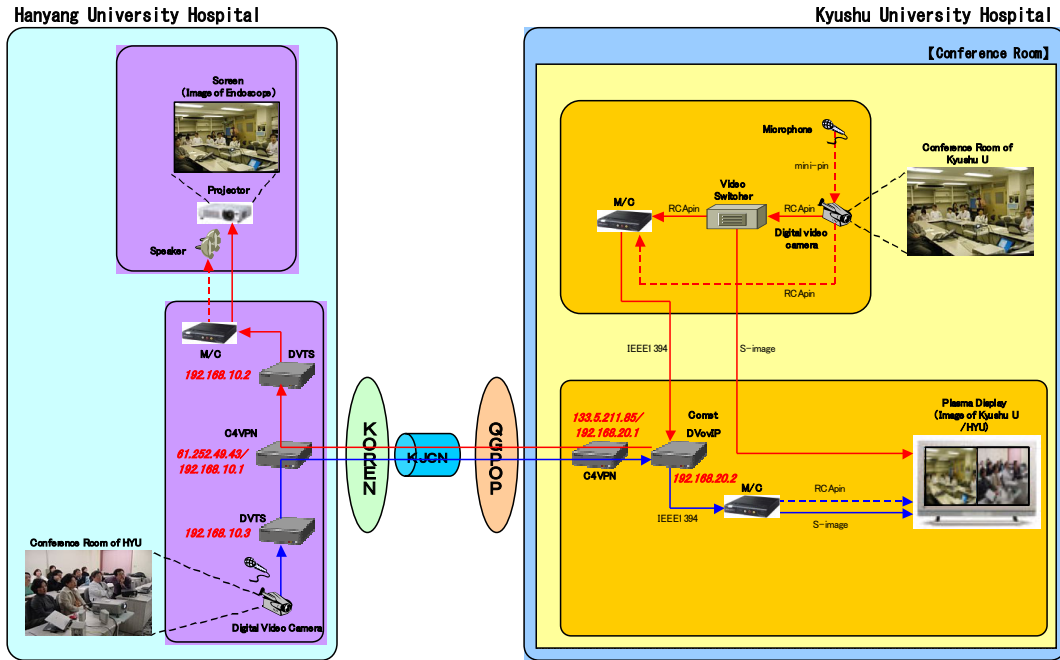 Hanyang University Hospital
Kyushu University Hospital
【Conference Room】
Screen
(Image of Endoscope)
Projector
Speaker
M/C
DVTS
192.168.10.2
C4VPN
61.252.49.43/
192.168.10.1
DVTS
192.168.10.3
Conference Room of HYU
Digital Video Camera
KOREN
KJCN
QGPOP
Microphone
mini-pin
Conference Room of
Kyushu U
Video
Switcher
M/C
RCApin
RCApin
Digital video
camera
RCApin
IEEE1394
S-image
133.5.211.85/
192.168.20.1
Comet
DVovIP
C4VPN
192.168.20.2
M/C
IEEE1394
RCApin
S-image
Plasma Display
(Image of Kyushu U
/HYU)